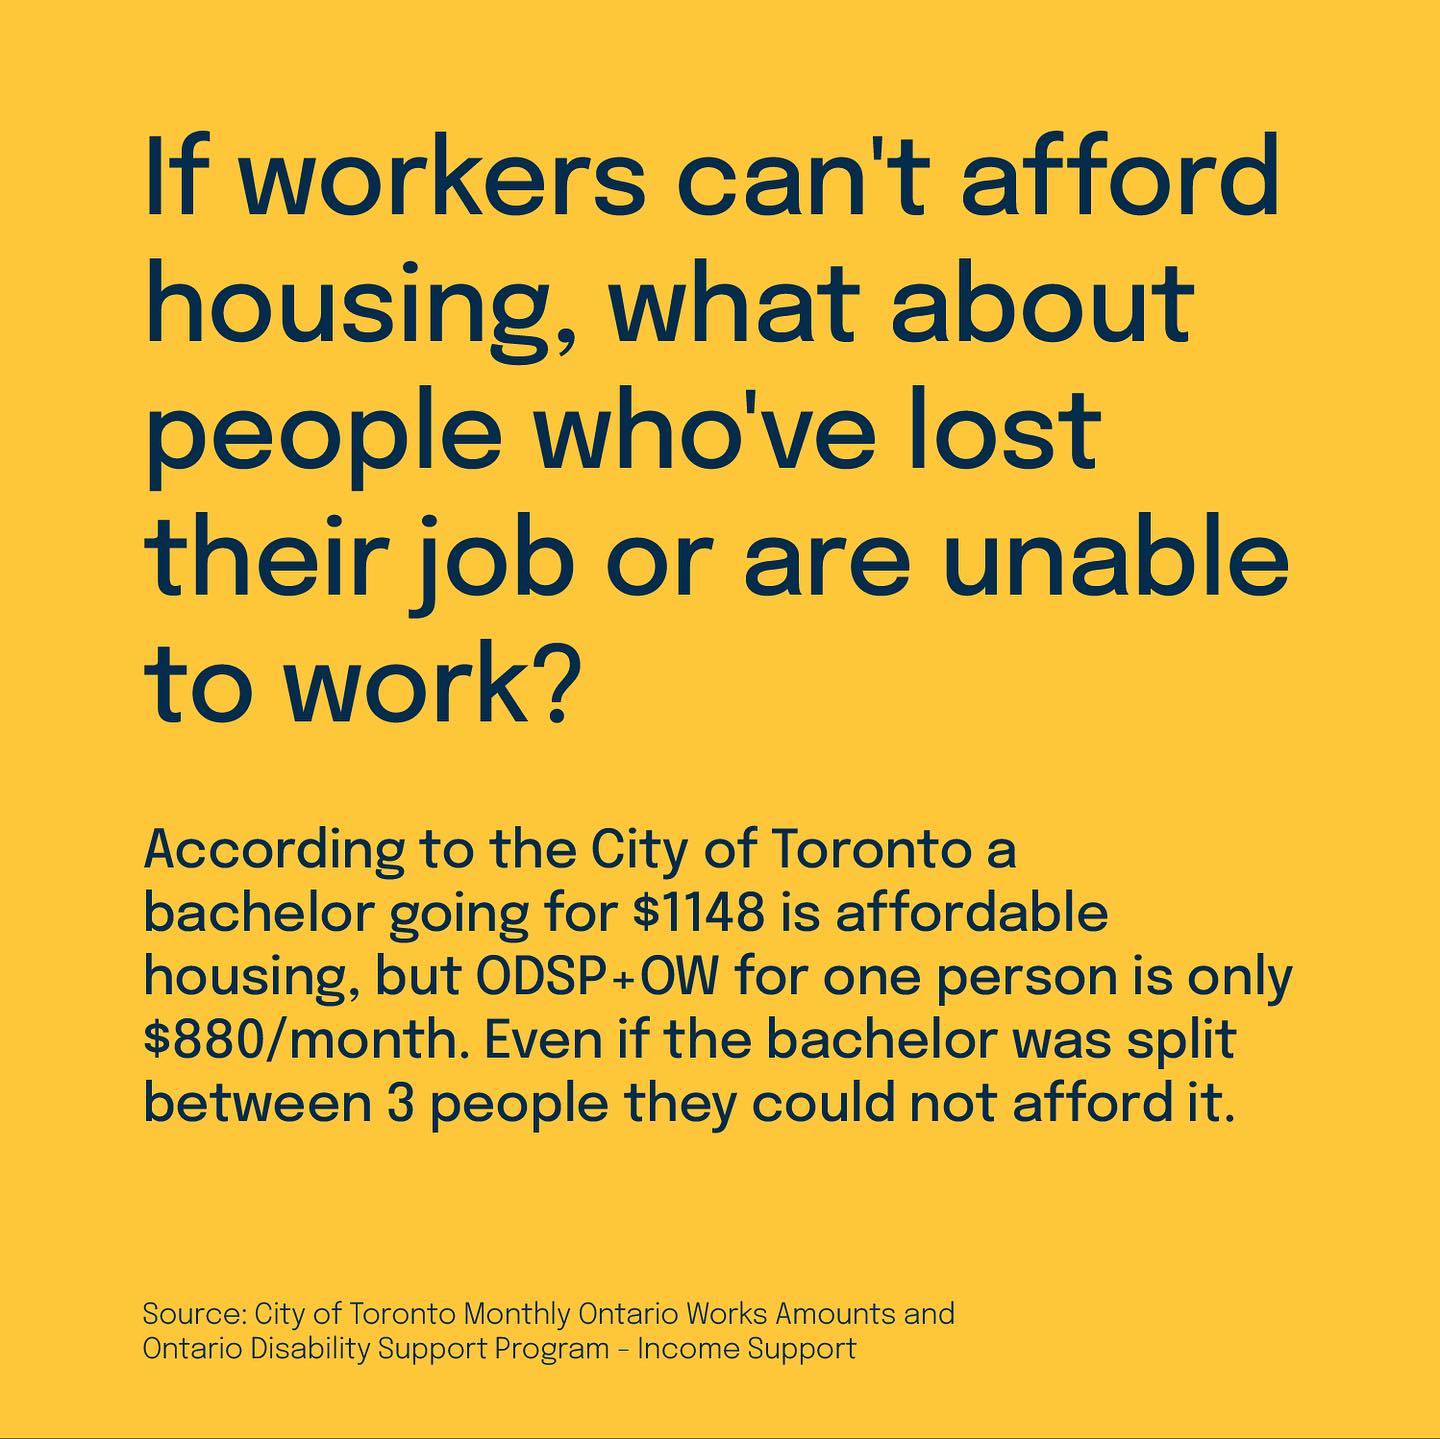 If workers can't afford
housing, what about
people who've lost
their job or are unable
to work?
According to the City of Toronto a
bachelor going for $1148 is affordable
housing, but ODSP+OW for one person is only
$880/month. Even if the bachelor was split
between 3 people they could not afford it.
Source: City of Toronto Monthly Ontario Works Amounts and
Ontario Disability Support Program - Income Support